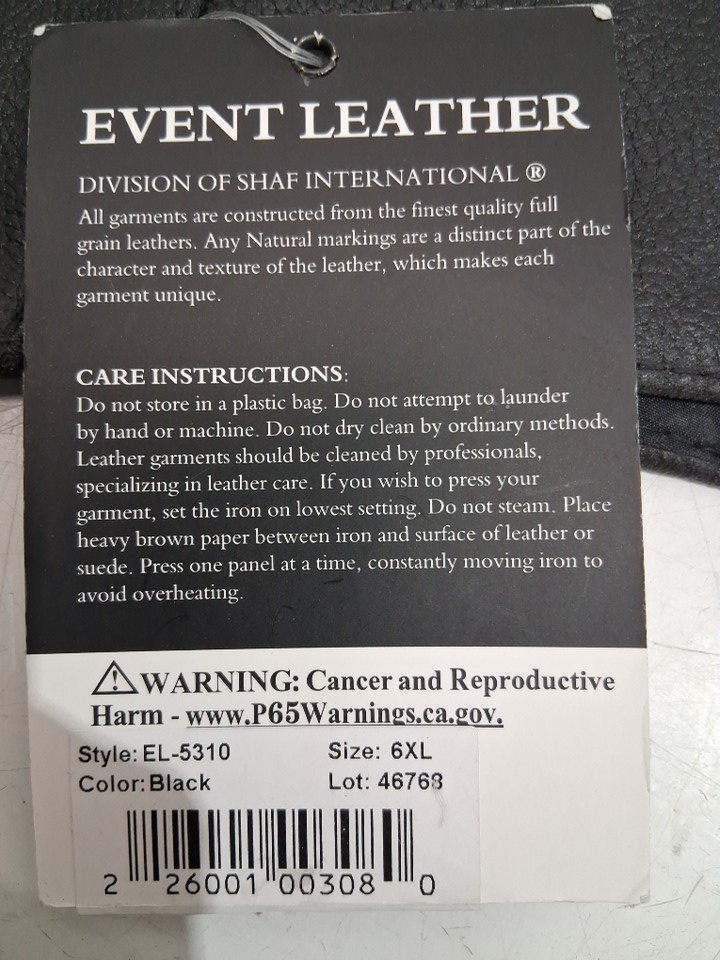 EVENT LEATHER
DIVISION OF SHAF INTERNATIONAL ®
All garments are constructed from the finest quality full
grain leathers. Any Natural markings are a distinct part of the
character and texture of the leather, which makes each
garment unique.
CARE INSTRUCTIONS:
Do not store in a plastic bag. Do not attempt to launder
by hand or machine. Do not dry clean by ordinary methods.
Leather garments should be cleaned by professionals,
specializing in leather care. If you wish to press your
garment, set the iron on lowest setting. Do not steam. Place
heavy brown paper between iron and surface of leather or
suede. Press one panel at a time, constantly moving iron to
avoid overheating.
⚠WARNING: Cancer and Reproductive
Harm - www.P65Warnings.ca.gov.
Style: EL-5310 Size: 6XL
Color: Black Lot: 46768
2 26001 00308 0